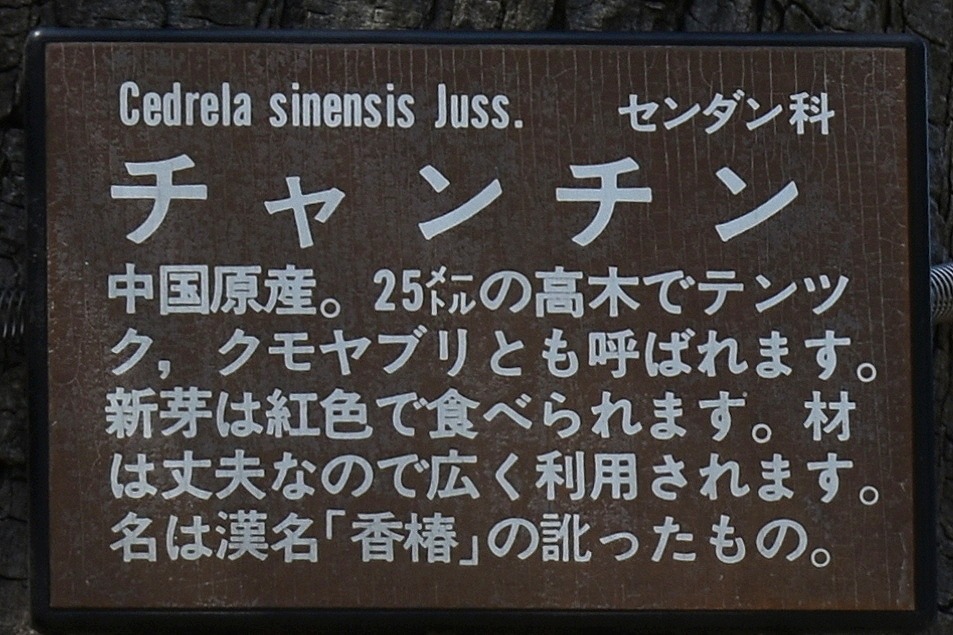 Cedrela sinensis Juss. センダン科
チャンチン
中国原産。25㍍の高木でテンツ
ク，クモヤブリとも呼ばれます。
新芽は紅色で食べられます。材
は丈夫なので広く利用されます。
名は漢名「香椿」の訛ったもの。